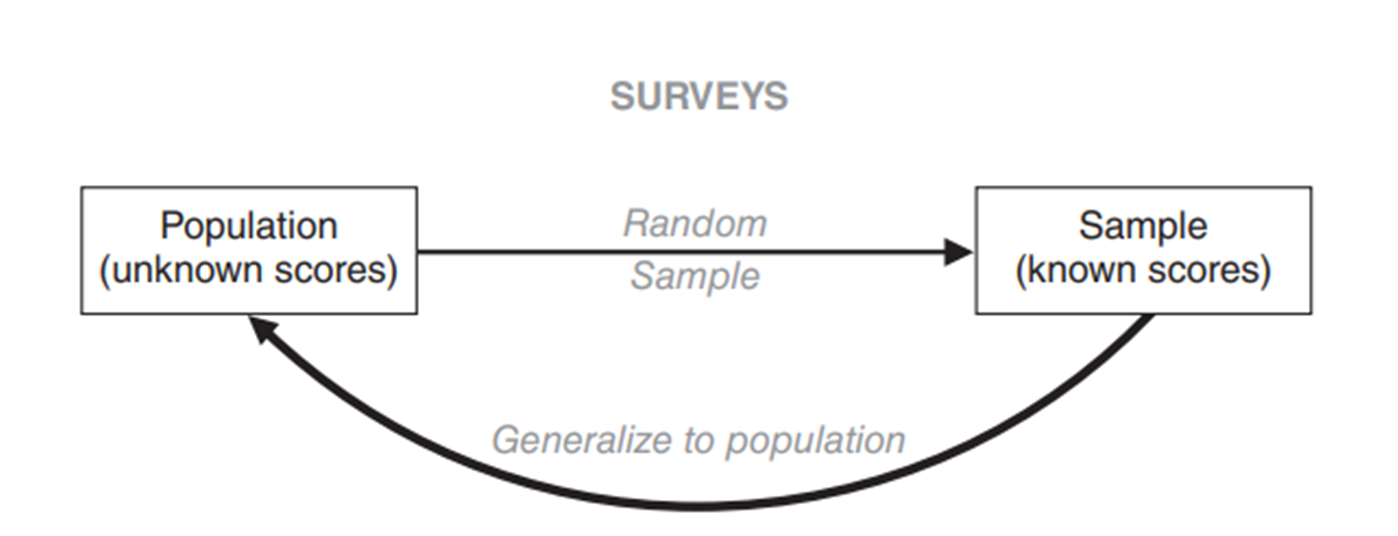 SURVEYS
Population
(unknown scores)
Random
Sample
Sample
(known scores)
Generalize to population